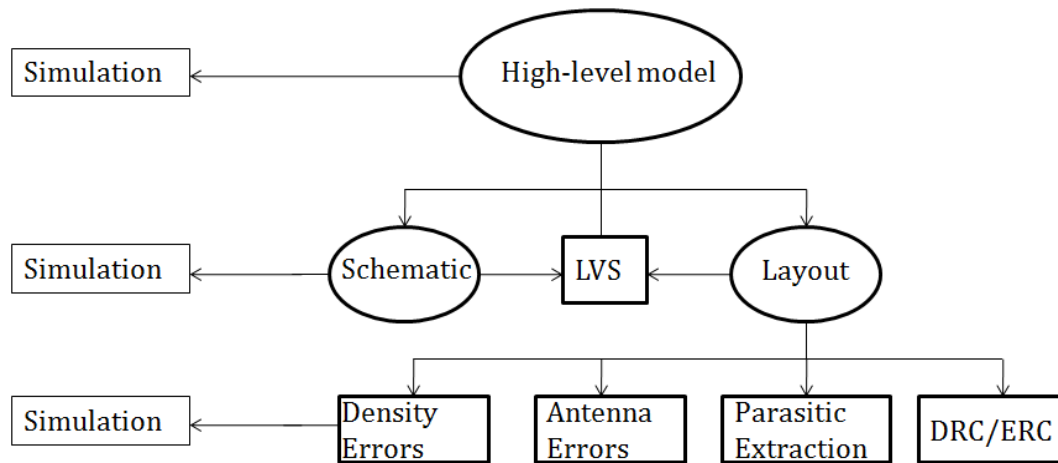 Simulation
High-level model
Simulation
Schematic
LVS
Layout
Simulation
Density
Errors
Antenna
Errors
Parasitic
Extraction
DRC/ERC